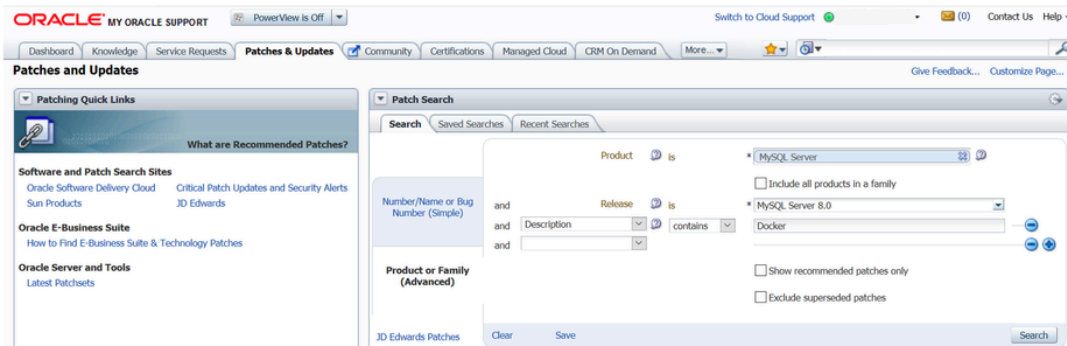 ORACLE MY ORACLE SUPPORT PowerView is Off Switch to Cloud Support (0) Contact Us Help
Dashboard Knowledge Service Requests Patches & Updates Community Certifications Managed Cloud CRM On Demand More...
Patches and Updates Give Feedback... Customize Page...
Patching Quick Links
What are Recommended Patches?
Software and Patch Search Sites
Oracle Software Delivery Cloud Critical Patch Updates and Security Alerts
Sun Products JD Edwards
Oracle E-Business Suite
How to Find E-Business Suite & Technology Patches
Oracle Server and Tools
Latest Patchsets
Patch Search
Search Saved Searches Recent Searches
Number/Name or Bug
Number (Simple)
Product or Family
(Advanced)
JD Edwards Patches
Product is * MySQL Server
Include all products in a family
and Release is * MySQL Server 8.0
and Description contains Docker
and
Show recommended patches only
Exclude superseded patches
Clear Save Search